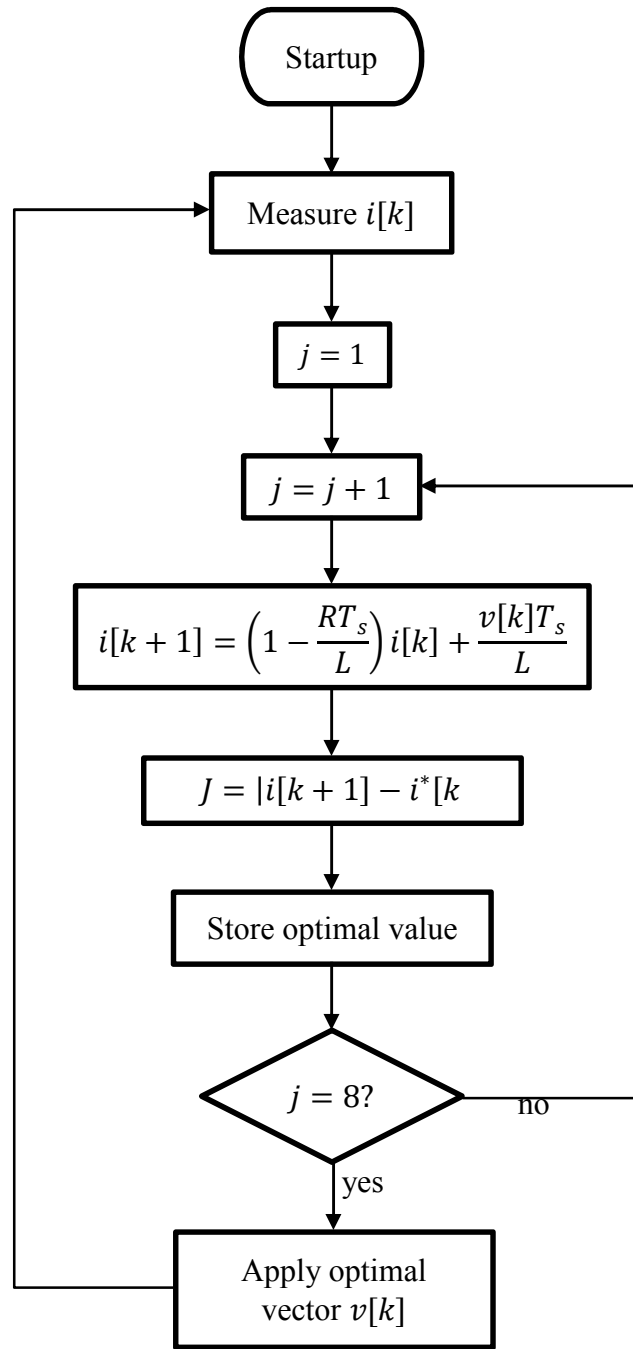 Startup
Measure i[k]
j = 1
j = j + 1
i[k + 1] = (1 − RT_s/L) i[k] + v[k]T_s/L
J = |i[k + 1] − i*[k
Store optimal value
j = 8?
no
yes
Apply optimal
vector v[k]